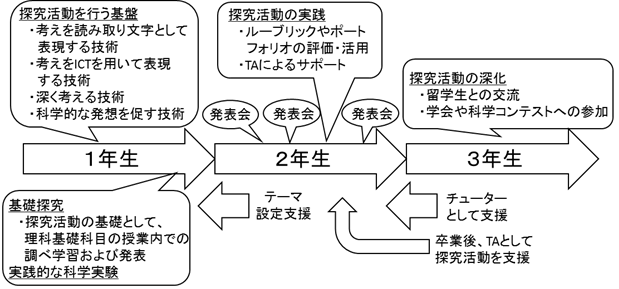 探究活動を行う基盤
・考えを読み取り文字として
表現する技術
・考えをICTを用いて表現
する技術
・深く考える技術
・科学的な発想を促す技術
探究活動の実践
・ルーブリックやポート
フォリオの評価・活用
・TAによるサポート
探究活動の深化
・留学生との交流
・学会や科学コンテストへの参加
発表会
発表会
発表会
1年生
2年生
3年生
基礎探究
・探究活動の基礎として、
理科基礎科目の授業内での
調べ学習および発表
実践的な科学実験
テーマ
設定支援
チューター
として支援
卒業後、TAとして
探究活動を支援